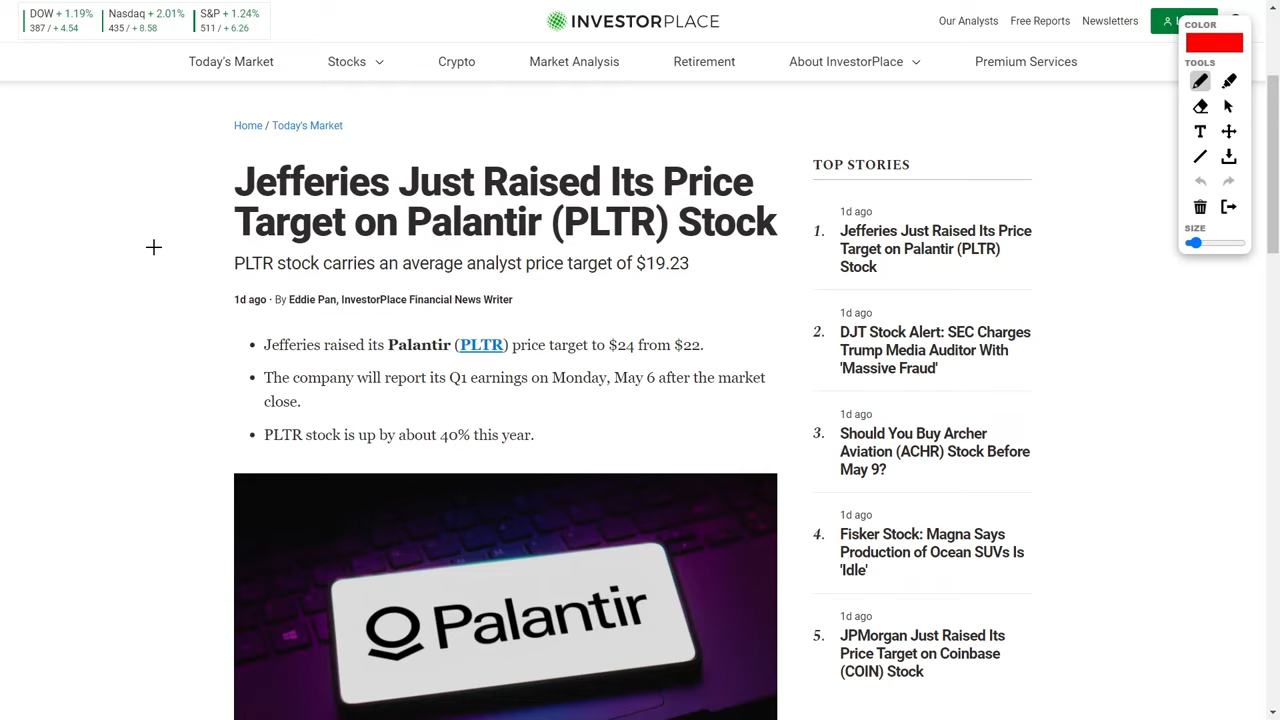 DOW + 1.19%
387 / + 4.54
Nasdaq + 2.01%
435 / + 8.58
S&P + 1.24%
511 / + 6.26
INVESTORPLACE
Our Analysts
Free Reports
Newsletters
Today's Market
Stocks
Crypto
Market Analysis
Retirement
About InvestorPlace
Premium Services
COLOR
TOOLS
T
SIZE
Home / Today's Market
Jefferies Just Raised Its Price
Target on Palantir (PLTR) Stock
PLTR stock carries an average analyst price target of $19.23
1d ago · By Eddie Pan, InvestorPlace Financial News Writer
• Jefferies raised its Palantir (PLTR) price target to $24 from $22.
• The company will report its Q1 earnings on Monday, May 6 after the market
close.
• PLTR stock is up by about 40% this year.
Palantir
TOP STORIES
1d ago
1. Jefferies Just Raised Its Price
Target on Palantir (PLTR)
Stock
1d ago
2. DJT Stock Alert: SEC Charges
Trump Media Auditor With
'Massive Fraud'
1d ago
3. Should You Buy Archer
Aviation (ACHR) Stock Before
May 9?
1d ago
4. Fisker Stock: Magna Says
Production of Ocean SUVs Is
'Idle'
1d ago
5. JPMorgan Just Raised Its
Price Target on Coinbase
(COIN) Stock